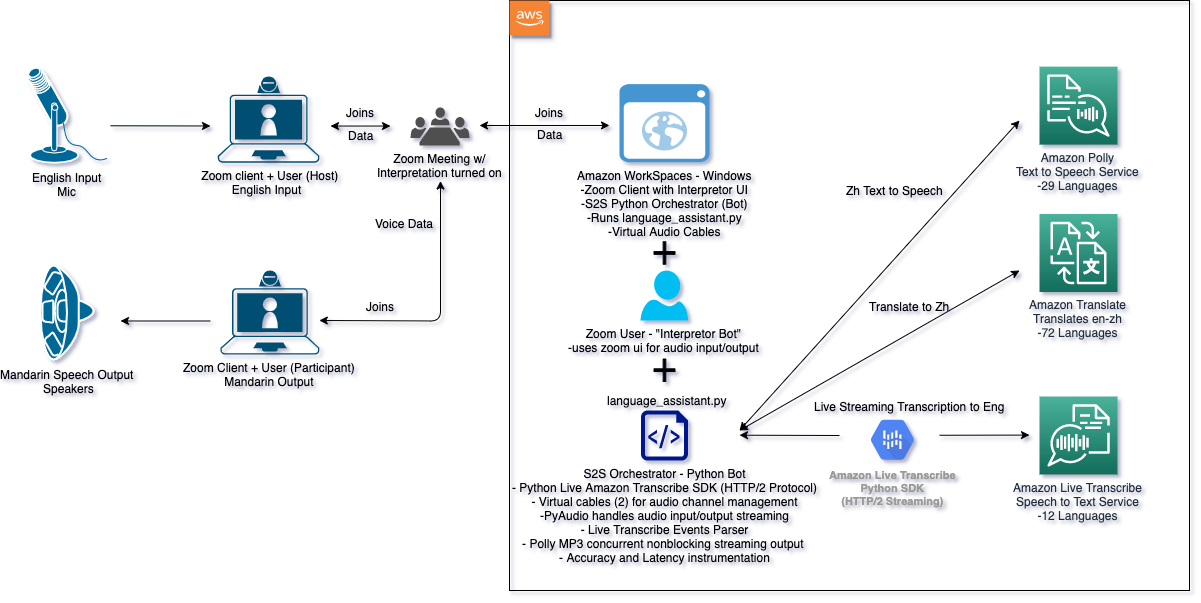 aws
English Input
Mic
Zoom client + User (Host)
English Input
Joins
Data
Zoom Meeting w/
Interpretation turned on
Joins
Data
Voice Data
Mandarin Speech Output
Speakers
Zoom Client + User (Participant)
Mandarin Output
Joins
Amazon WorkSpaces - Windows
-Zoom Client with Interpretor UI
-S2S Python Orchestrator (Bot)
-Runs language_assistant.py
-Virtual Audio Cables
Zoom User - "Interpretor Bot"
-uses zoom ui for audio input/output
language_assistant.py
S2S Orchestrator - Python Bot
- Python Live Amazon Transcribe SDK (HTTP/2 Protocol)
- Virtual cables (2) for audio channel management
-PyAudio handles audio input/output streaming
- Live Transcribe Events Parser
- Polly MP3 concurrent nonblocking streaming output
- Accuracy and Latency instrumentation
Zh Text to Speech
Translate to Zh
Live Streaming Transcription to Eng
Amazon Live Transcribe
Python SDK
(HTTP/2 Streaming)
Amazon Polly
Text to Speech Service
-29 Languages
A
文
Amazon Translate
Translates en-zh
-72 Languages
Amazon Live Transcribe
Speech to Text Service
-12 Languages